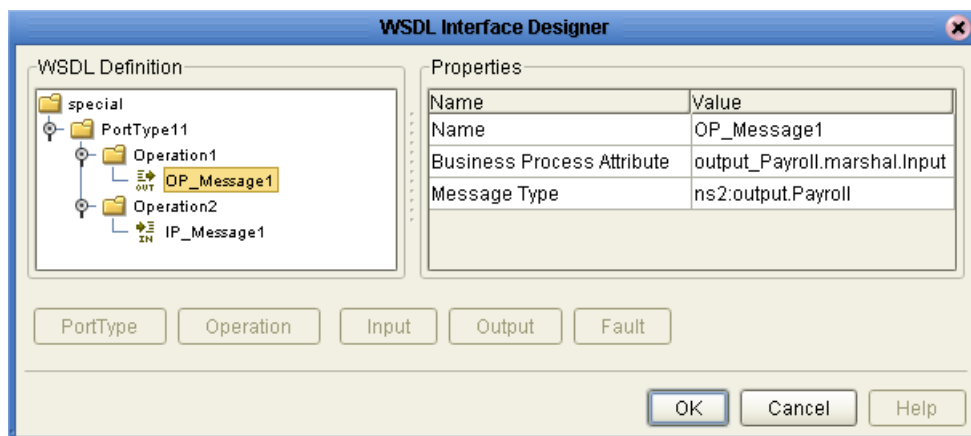 WSDL Interface Designer
WSDL Definition
special
PortType11
Operation1
OUT OP_Message1
Operation2
IN IP_Message1
Properties
Name Value
Name OP_Message1
Business Process Attribute output_Payroll.marshal.Input
Message Type ns2:output.Payroll
PortType Operation Input Output Fault
OK Cancel Help